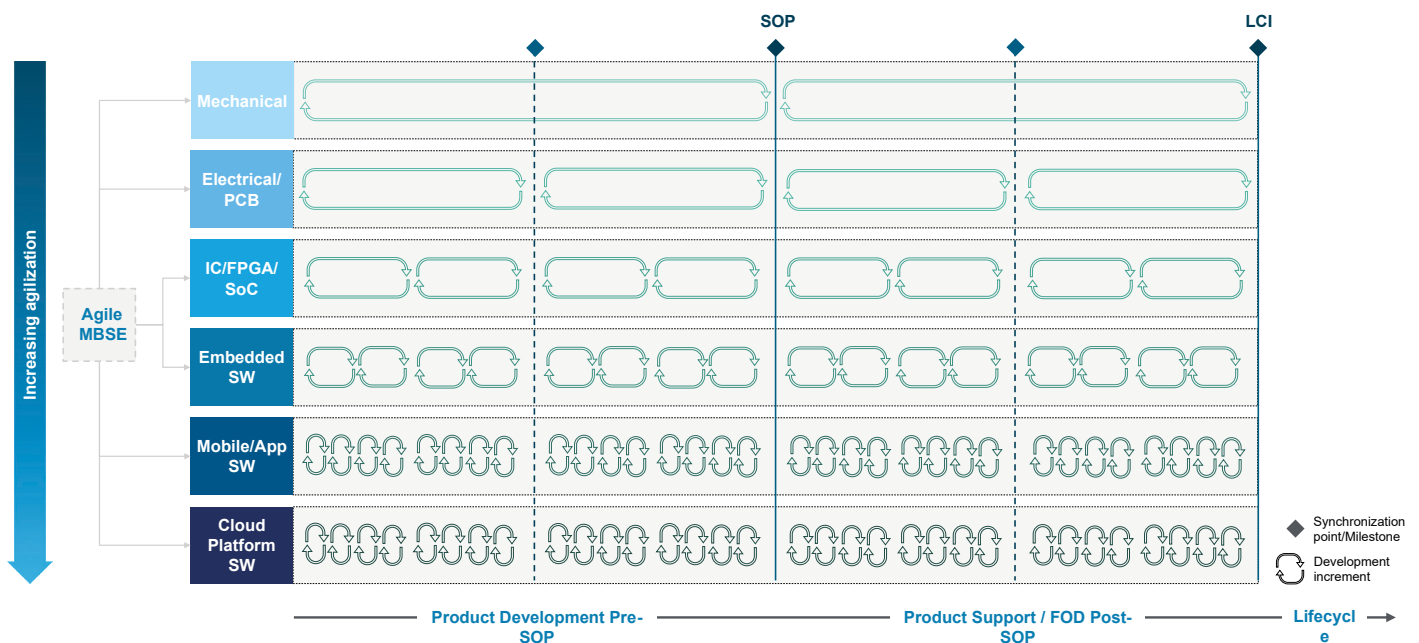 SOP
LCI
Increasing agilization
Agile
MBSE
Mechanical
Electrical/
PCB
IC/FPGA/
SoC
Embedded
SW
Mobile/App
SW
Cloud
Platform
SW
Synchronization
point/Milestone
Development
increment
Product Development Pre-
SOP
Product Support / FOD Post-
SOP
Lifecycl
e